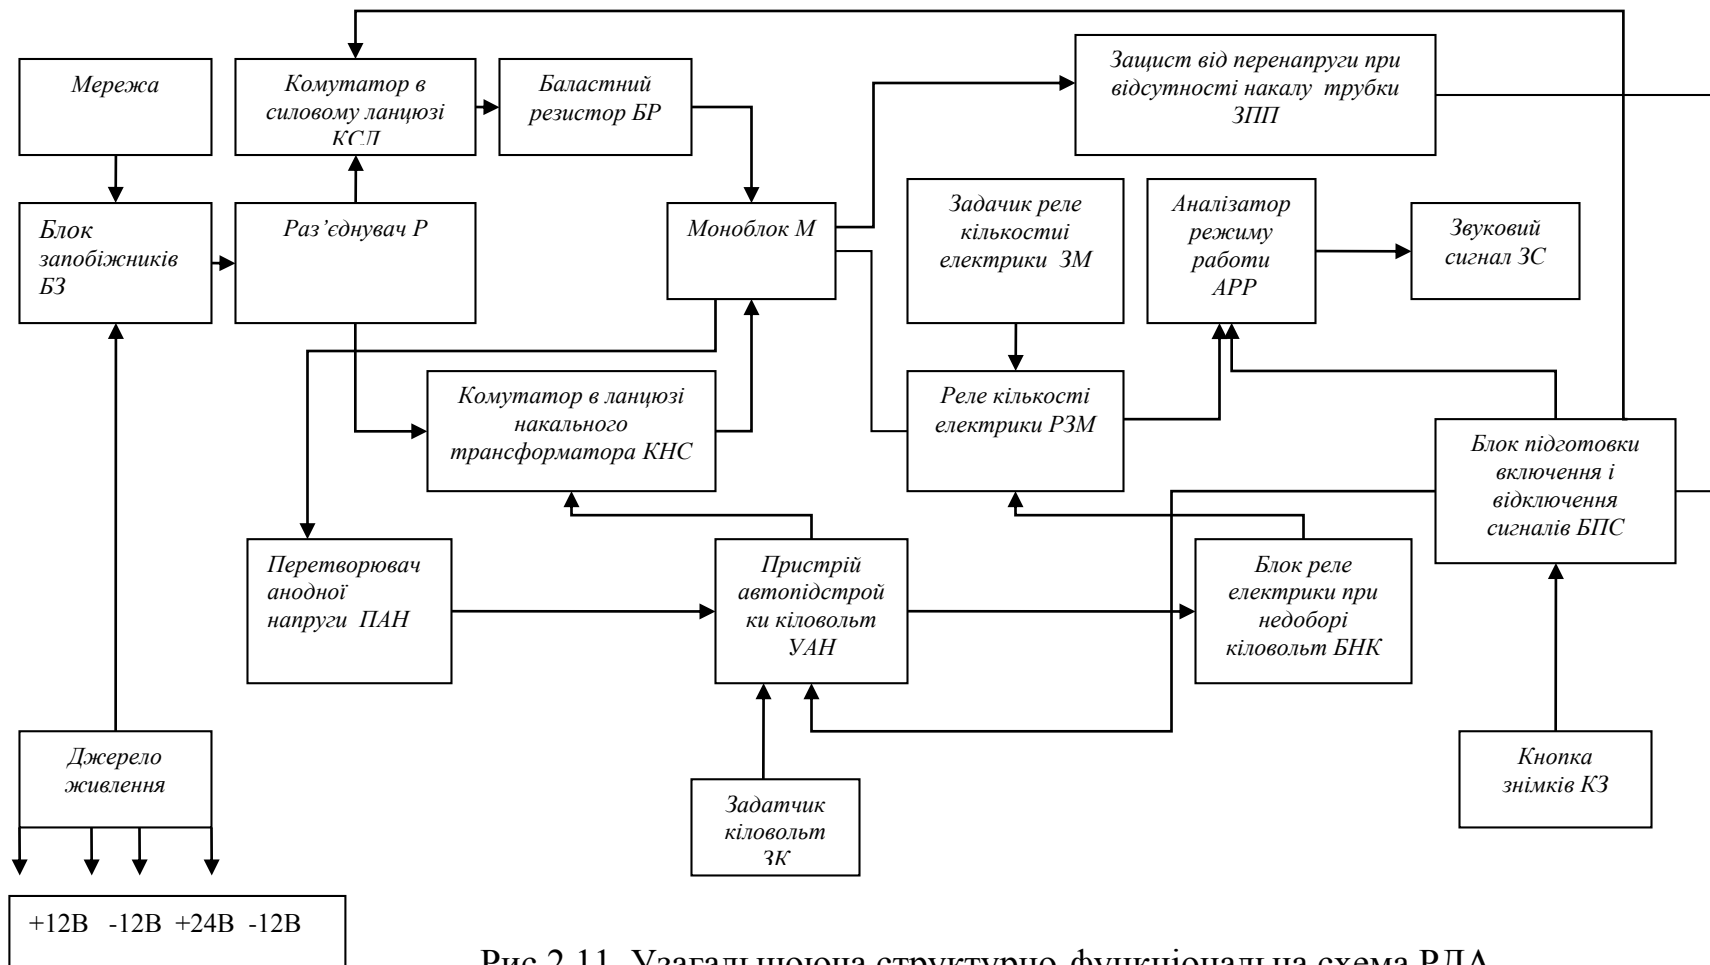 Мережа
Комутатор в
силовому ланцюзі
КСЛ
Баластний
резистор БР
Защист від перенапруги при
відсутності накалу трубки
ЗПП
Блок
запобіжників
БЗ
Раз’єднувач Р
Моноблок М
Задачик реле
кількостиі
електрики ЗМ
Аналізатор
режиму
работи
АРР
Звуковий
сигнал ЗС
Комутатор в ланцюзі
накального
трансформатора КНС
Реле кількості
електрики РЗМ
Блок підготовки
включення і
відключення
сигналів БПС
Перетворювач
анодної
напруги ПАН
Пристрій
автопідстрой
ки кіловольт
УАН
Блок реле
електрики при
недоборі
кіловольт БНК
Джерело
живлення
Задатчик
кіловольт
ЗК
Кнопка
знімків КЗ
+12В -12В +24В -12В
Рис.2.11. Узагальнююча структурно-функціональна схема РДА